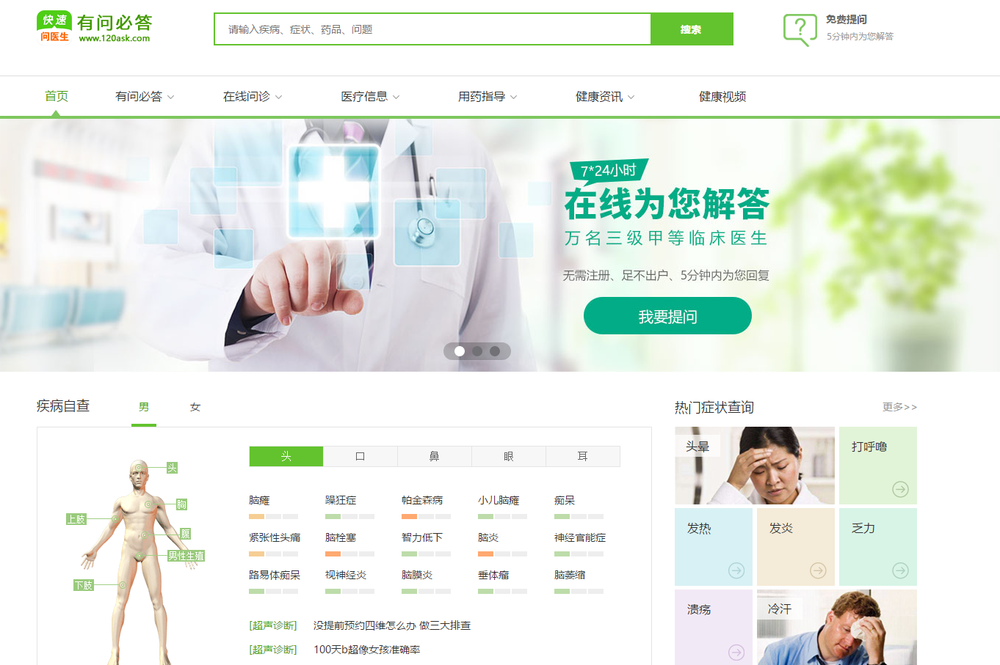 快速
问医生
有问必答
www.120ask.com
请输入疾病、症状、药品、问题
搜索
免费提问
5分钟内为您解答
首页
有问必答
在线问诊
医疗信息
用药指导
健康资讯
健康视频
7*24小时
在线为您解答
万名三级甲等临床医生
无需注册、足不出户、5分钟内为您回复
我要提问
疾病自查
男
女
头
胸
上肢
腹
男性生殖
下肢
头
口
鼻
眼
耳
脑瘫
躁狂症
帕金森病
小儿脑瘫
痴呆
紧张性头痛
脑栓塞
智力低下
脑炎
神经官能症
路易体痴呆
视神经炎
脑膜炎
垂体瘤
脑萎缩
[超声诊断] 没提前预约四维怎么办 做三大排查
[超声诊断] 100天b超像女孩准确率
热门症状查询
更多>>
头晕
打呼噜
发热
发炎
乏力
溃疡
冷汗